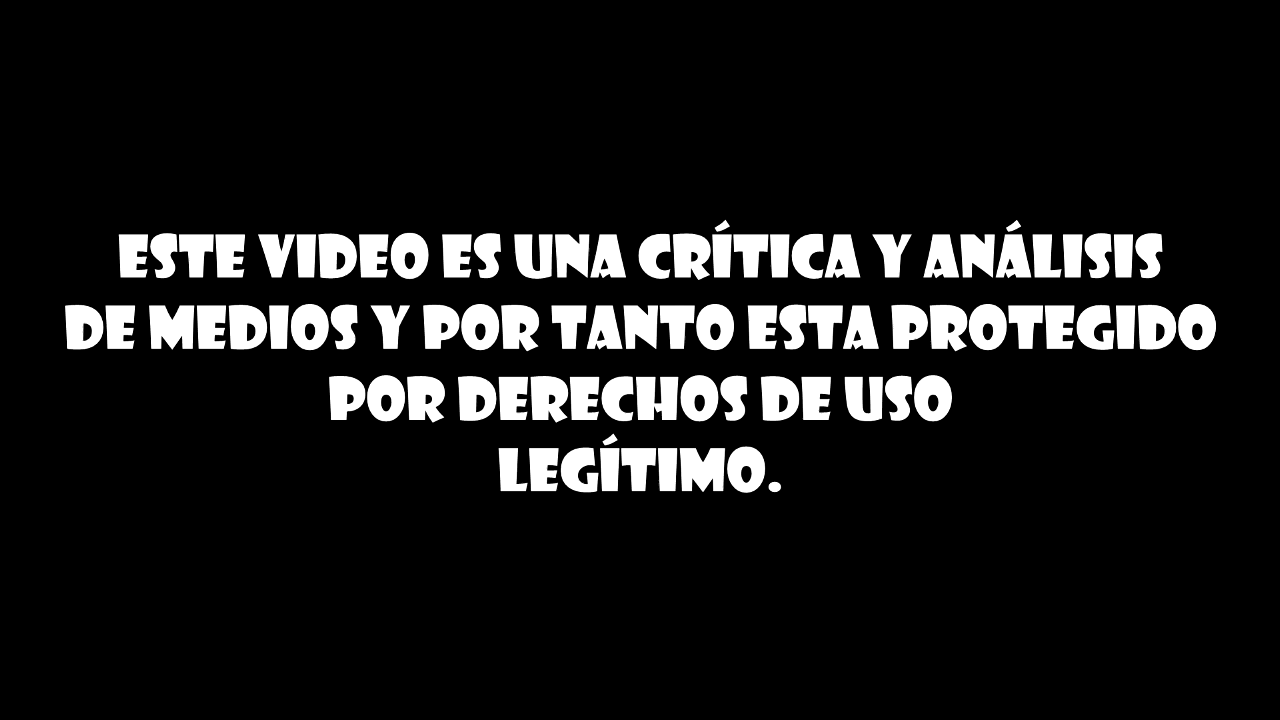 ESTE VIDEO ES UNA CRÍTICA Y ANÁLISIS
DE MEDIOS Y POR TANTO ESTA PROTEGIDO
POR DERECHOS DE USO
LEGÍTIMO.